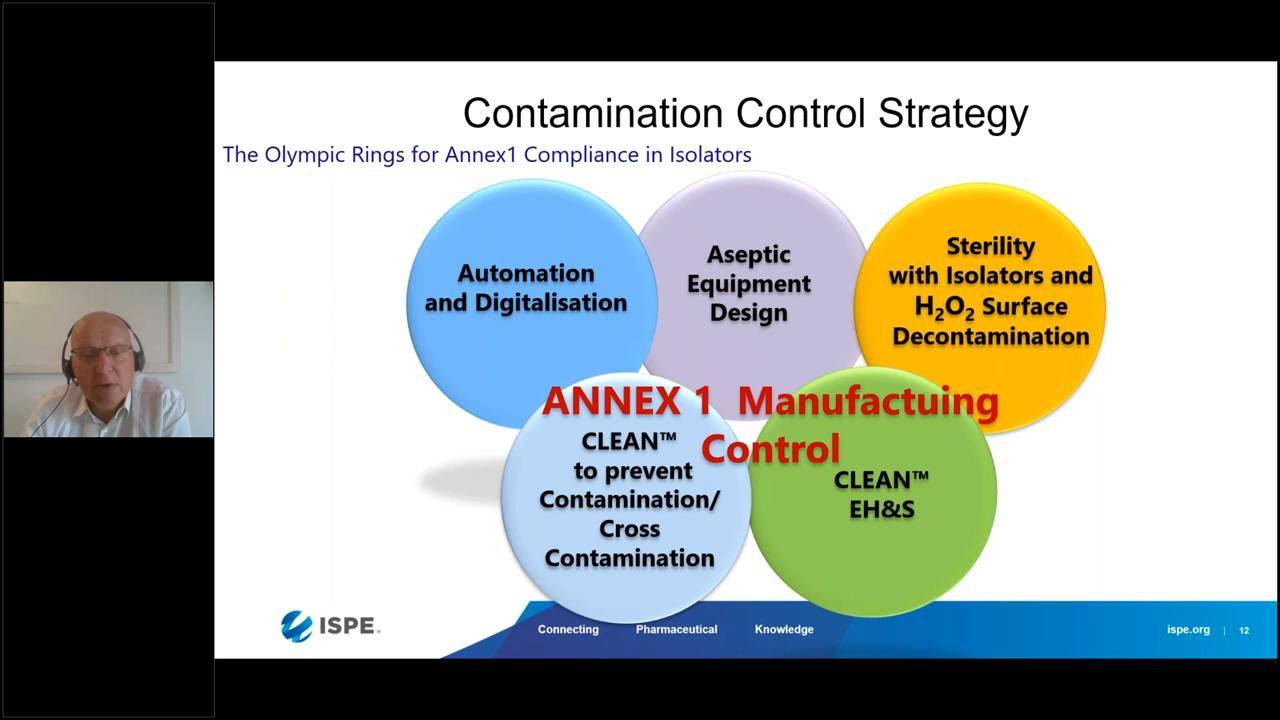 Contamination Control Strategy
The Olympic Rings for Annex1 Compliance in Isolators
Automation
and Digitalisation
Aseptic
Equipment
Design
Sterility
with Isolators and
H₂O₂ Surface
Decontamination
ANNEX 1 Manufactuing
Control
CLEAN™
to prevent
Contamination/
Cross
Contamination
CLEAN™
EH&S
ISPE®
Connecting Pharmaceutical Knowledge
ispe.org | 12